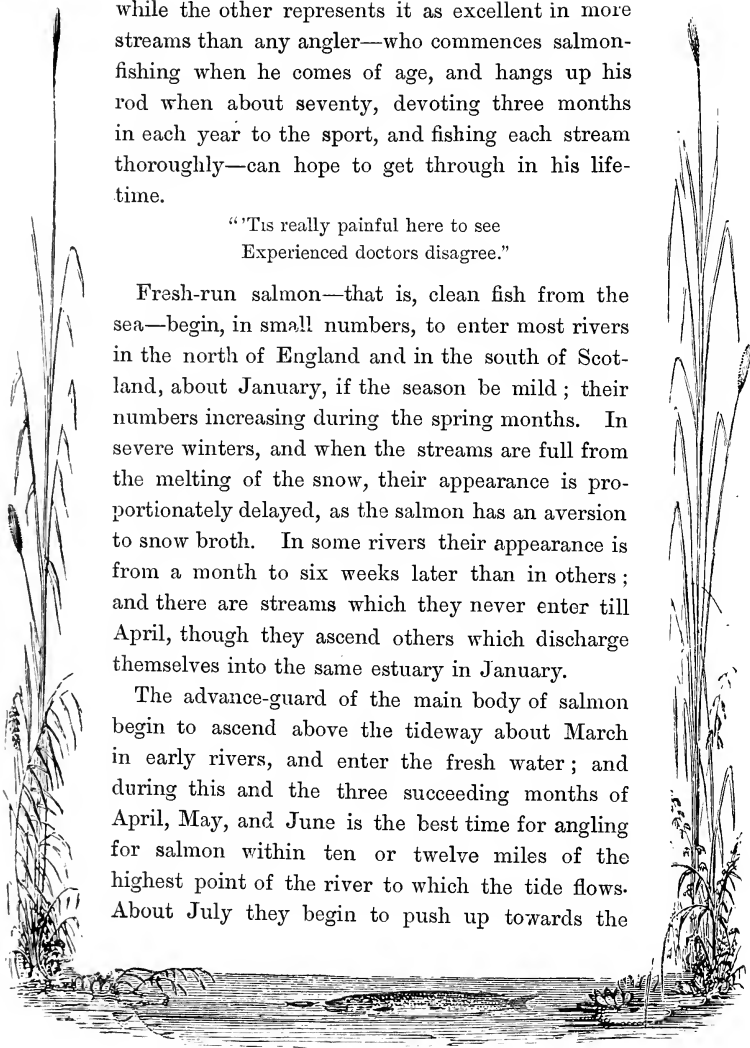 while the other represents it as excellent in more
streams than any angler—who commences salmon-
fishing when he comes of age, and hangs up his
rod when about seventy, devoting three months
in each year to the sport, and fishing each stream
thoroughly—can hope to get through in his life-
time.
“ ’Tis really painful here to see
Experienced doctors disagree.”
Fresh-run salmon—that is, clean fish from the
sea—begin, in small numbers, to enter most rivers
in the north of England and in the south of Scot-
land, about January, if the season be mild ; their
numbers increasing during the spring months. In
severe winters, and when the streams are full from
the melting of the snow, their appearance is pro-
portionately delayed, as the salmon has an aversion
to snow broth. In some rivers their appearance is
from a month to six weeks later than in others ;
and there are streams which they never enter till
April, though they ascend others which discharge
themselves into the same estuary in January.
The advance-guard of the main body of salmon
begin to ascend above the tideway about March
in early rivers, and enter the fresh water ; and
during this and the three succeeding months of
April, May, and June is the best time for angling
for salmon within ten or twelve miles of the
highest point of the river to which the tide flows.
About July they begin to push up towards the